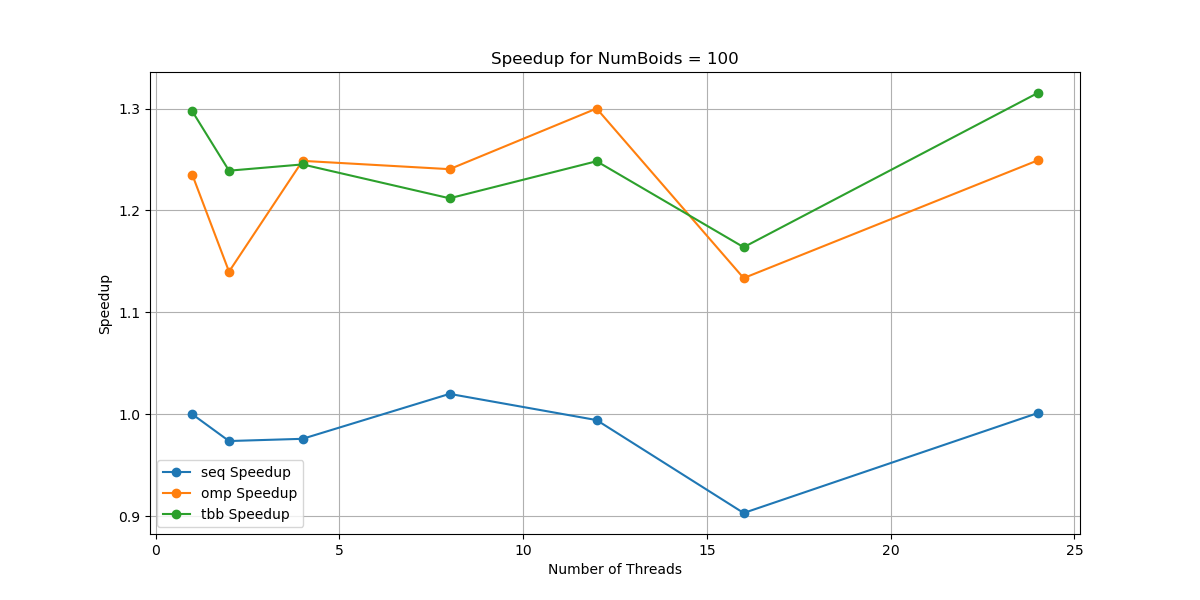 Speedup for NumBoids = 100
Speedup
1.3
1.2
1.1
1.0
0.9
seq Speedup
omp Speedup
tbb Speedup
0 5 10 15 20 25
Number of Threads